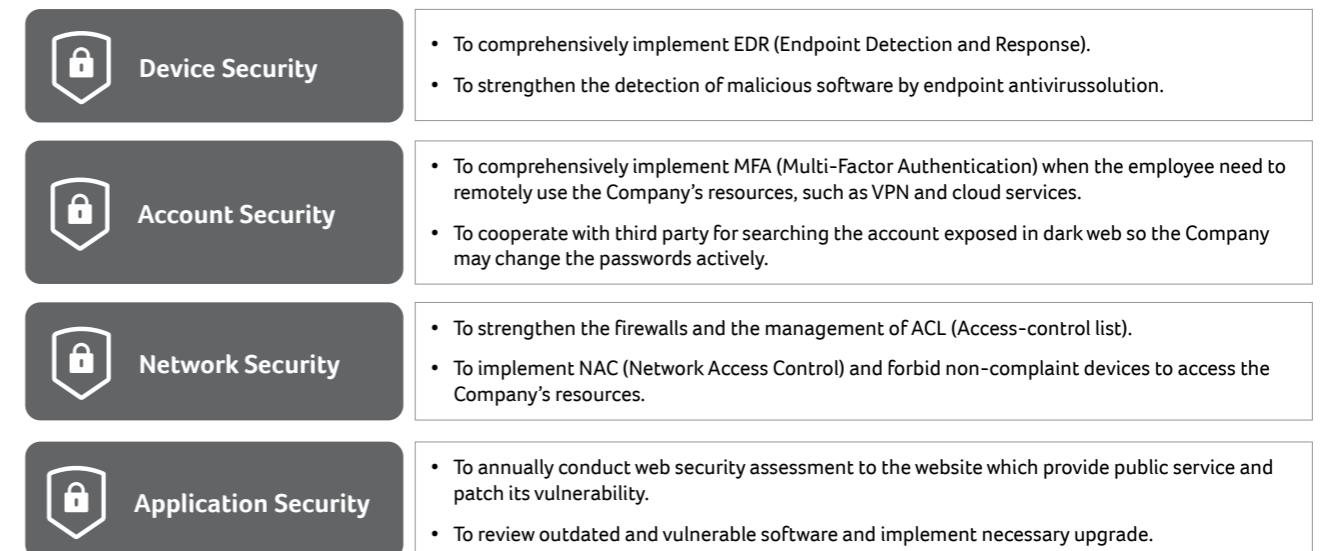 Device Security
• To comprehensively implement EDR (Endpoint Detection and Response).
• To strengthen the detection of malicious software by endpoint antivirussolution.
Account Security
• To comprehensively implement MFA (Multi-Factor Authentication) when the employee need to
remotely use the Company's resources, such as VPN and cloud services.
• To cooperate with third party for searching the account exposed in dark web so the Company
may change the passwords actively.
Network Security
• To strengthen the firewalls and the management of ACL (Access-control list).
• To implement NAC (Network Access Control) and forbid non-complaint devices to access the
Company's resources.
Application Security
• To annually conduct web security assessment to the website which provide public service and
patch its vulnerability.
• To review outdated and vulnerable software and implement necessary upgrade.